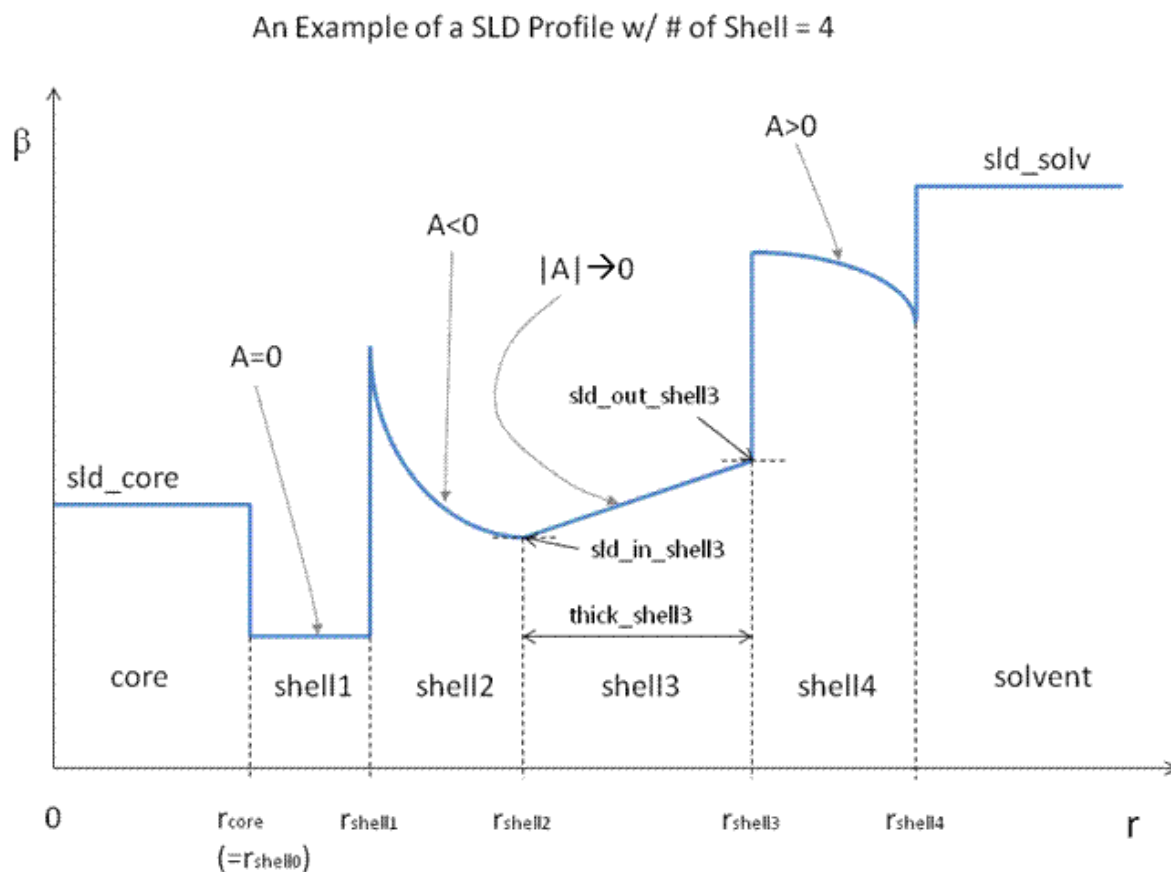 An Example of a SLD Profile w/ # of Shell = 4
β
A>0
sld_solv
A<0
|A|→0
A=0
sld_out_shell3
sld_core
sld_in_shell3
thick_shell3
core
shell1
shell2
shell3
shell4
solvent
0
rcore
(=rshell0)
rshell1
rshell2
rshell3
rshell4
r